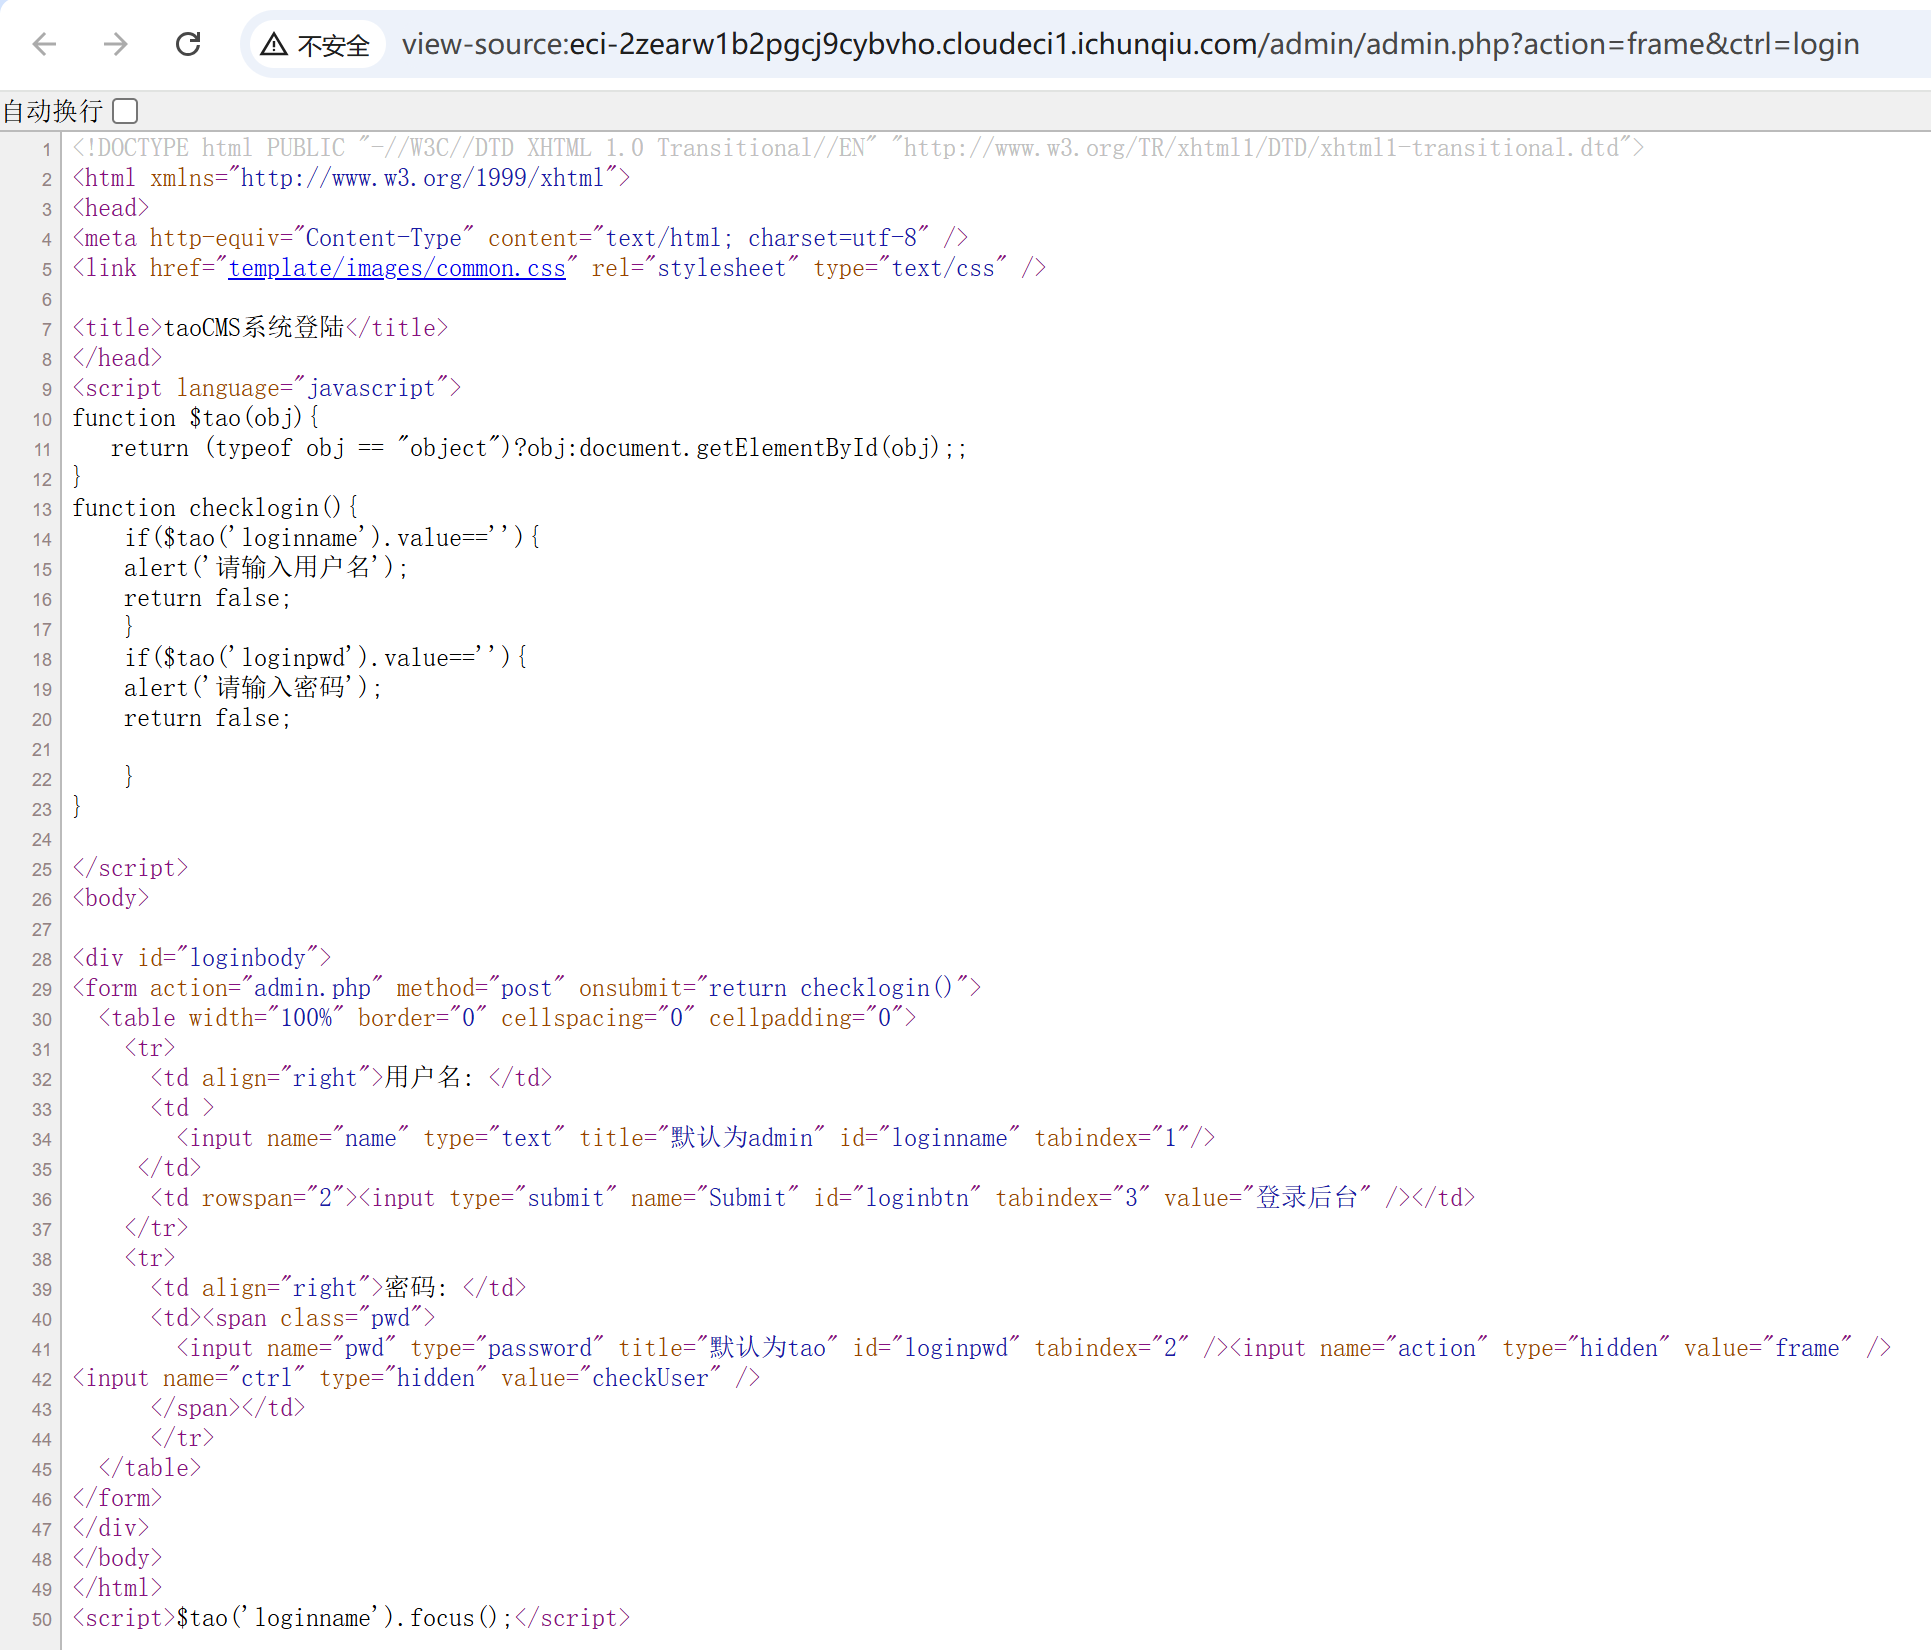 不安全 view-source:eci-2zearw1b2pgcj9cybvho.cloudeci1.ichunqiu.com/admin/admin.php?action=frame&ctrl=login
自动换行
1 <!DOCTYPE html PUBLIC "-//W3C//DTD XHTML 1.0 Transitional//EN" "http://www.w3.org/TR/xhtml1/DTD/xhtml1-transitional.dtd">
2 <html xmlns="http://www.w3.org/1999/xhtml">
3 <head>
4 <meta http-equiv="Content-Type" content="text/html; charset=utf-8" />
5 <link href="template/images/common.css" rel="stylesheet" type="text/css" />
6
7 <title>taoCMS系统登陆</title>
8 </head>
9 <script language="javascript">
10 function $tao(obj){
11    return (typeof obj == "object")?obj:document.getElementById(obj);;
12 }
13 function checklogin(){
14     if($tao('loginname').value==''){
15     alert('请输入用户名');
16     return false;
17     }
18     if($tao('loginpwd').value==''){
19     alert('请输入密码');
20     return false;
21
22     }
23 }
24
25 </script>
26 <body>
27
28 <div id="loginbody">
29 <form action="admin.php" method="post" onsubmit="return checklogin()">
30   <table width="100%" border="0" cellspacing="0" cellpadding="0">
31     <tr>
32       <td align="right">用户名: </td>
33       <td >
34         <input name="name" type="text" title="默认为admin" id="loginname" tabindex="1"/>
35      </td>
36       <td rowspan="2"><input type="submit" name="Submit" id="loginbtn" tabindex="3" value="登录后台" /></td>
37     </tr>
38     <tr>
39       <td align="right">密码: </td>
40       <td><span class="pwd">
41         <input name="pwd" type="password" title="默认为tao" id="loginpwd" tabindex="2" /><input name="action" type="hidden" value="frame" />
42 <input name="ctrl" type="hidden" value="checkUser" />
43       </span></td>
44       </tr>
45   </table>
46 </form>
47 </div>
48 </body>
49 </html>
50 <script>$tao('loginname').focus();</script>